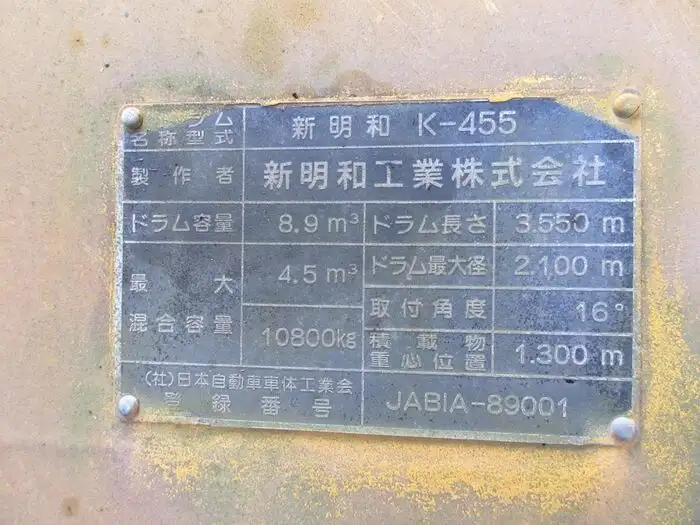 ドラム
名称型式 新明和 K-455
製作者 新明和工業株式会社
ドラム容量 8.9 m³ ドラム長さ 3.550 m
最大 4.5 m³ ドラム最大径 2.100 m
混合容量 10800kg 取付角度 16°
積載物
重心位置 1.300 m
(社)日本自動車車体工業会
登録番号 JABIA-89001